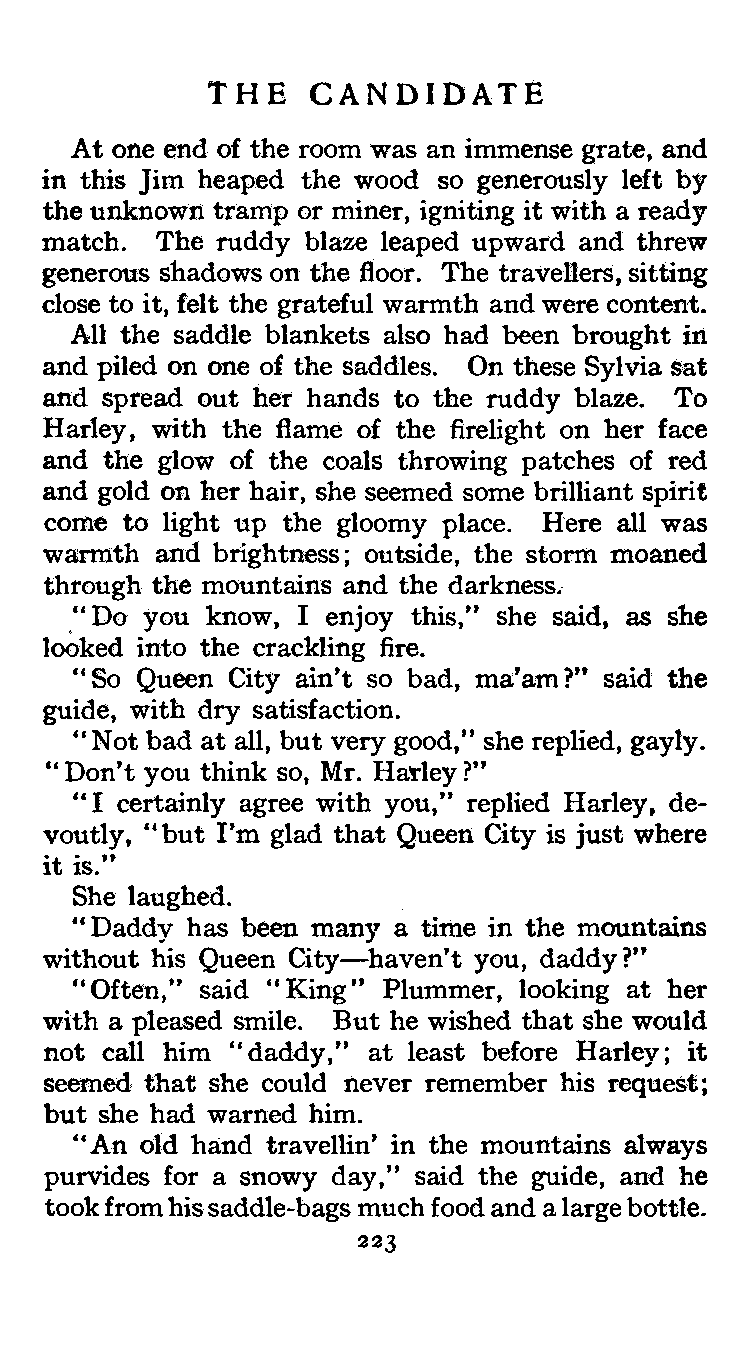 THE CANDIDATE
At one end of the room was an immense grate, and
in this Jim heaped the wood so generously left by
the unknown tramp or miner, igniting it with a ready
match. The ruddy blaze leaped upward and threw
generous shadows on the floor. The travellers, sitting
close to it, felt the grateful warmth and were content.
All the saddle blankets also had been brought in
and piled on one of the saddles. On these Sylvia sat
and spread out her hands to the ruddy blaze. To
Harley, with the flame of the firelight on her face
and the glow of the coals throwing patches of red
and gold on her hair, she seemed some brilliant spirit
come to light up the gloomy place. Here all was
warmth and brightness; outside, the storm moaned
through the mountains and the darkness.
"Do you know, I enjoy this," she said, as she
looked into the crackling fire.
"So Queen City ain't so bad, ma'am?" said the
guide, with dry satisfaction.
"Not bad at all, but very good," she replied, gayly.
"Don't you think so, Mr. Harley?"
"I certainly agree with you," replied Harley, de-
voutly, "but I'm glad that Queen City is just where
it is."
She laughed.
"Daddy has been many a time in the mountains
without his Queen City—haven't you, daddy?"
"Often," said "King" Plummer, looking at her
with a pleased smile. But he wished that she would
not call him "daddy," at least before Harley; it
seemed that she could never remember his request;
but she had warned him.
"An old hand travellin' in the mountains always
purvides for a snowy day," said the guide, and he
took from his saddle-bags much food and a large bottle.
223